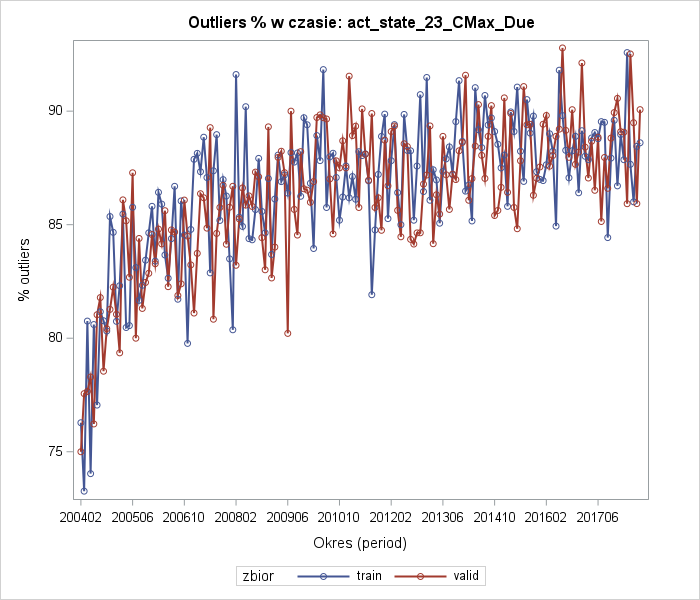 Outliers % w czasie: act_state_23_CMax_Due
% outliers
90
85
80
75
200402 200506 200610 200802 200906 201010 201202 201306 201410 201602 201706
Okres (period)
zbior train valid